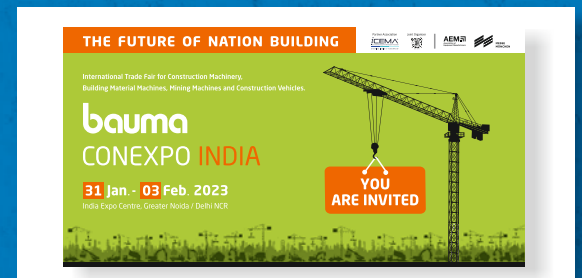 THE FUTURE OF NATION BUILDING
iCEMA
AEM
International Trade Fair for Construction Machinery,
Building Material Machines, Mining Machines and Construction Vehicles.
bauma
CONEXPO INDIA
31 Jan. - 03 Feb. 2023
India Expo Centre, Greater Noida / Delhi NCR
YOU
ARE INVITED